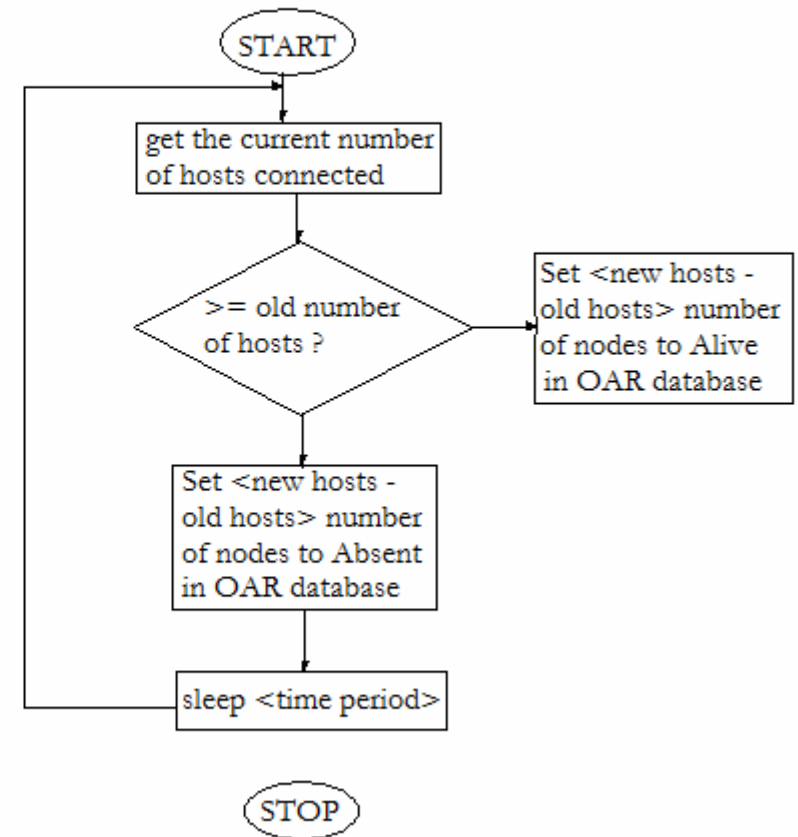 START
get the current number
of hosts connected
>= old number
of hosts ?
Set <new hosts -
old hosts> number
of nodes to Alive
in OAR database
Set <new hosts -
old hosts> number
of nodes to Absent
in OAR database
sleep <time period>
STOP